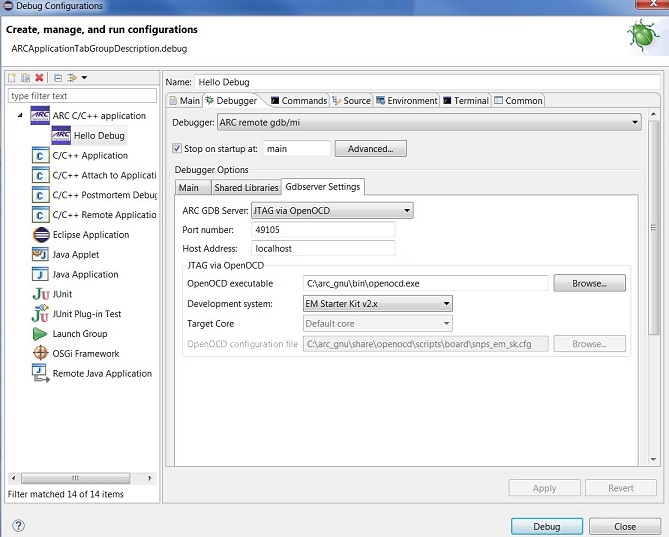 Debug Configurations
Create, manage, and run configurations
ARCApplicationTabGroupDescription.debug
type filter text
ARC C/C++ application
Hello Debug
C/C++ Application
C/C++ Attach to Applicati
C/C++ Postmortem Debug
C/C++ Remote Applicatio
Eclipse Application
Java Applet
Java Application
JUnit
JUnit Plug-in Test
Launch Group
OSGi Framework
Remote Java Application
Filter matched 14 of 14 items
Name: Hello Debug
Main Debugger Commands Source Environment Terminal Common
Debugger: ARC remote gdb/mi
Stop on startup at: main Advanced...
Debugger Options
Main Shared Libraries Gdbserver Settings
ARC GDB Server: JTAG via OpenOCD
Port number: 49105
Host Address: localhost
JTAG via OpenOCD
OpenOCD executable C:\arc_gnu\bin\openocd.exe Browse...
Development system: EM Starter Kit v2.x
Target Core Default core
OpenOCD configuration file C:\arc_gnu\share\openocd\scripts\board\snps_em_sk.cfg Browse...
Apply Revert
Debug Close